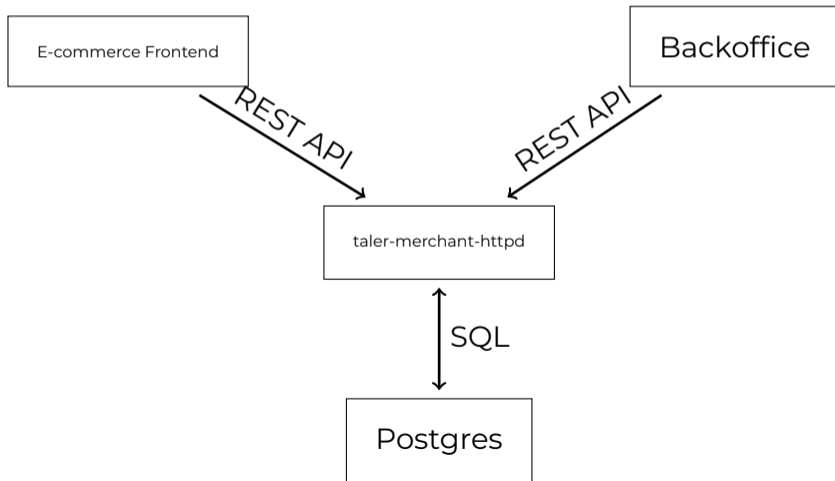 E-commerce Frontend
Backoffice
REST API
REST API
taler-merchant-httpd
SQL
Postgres